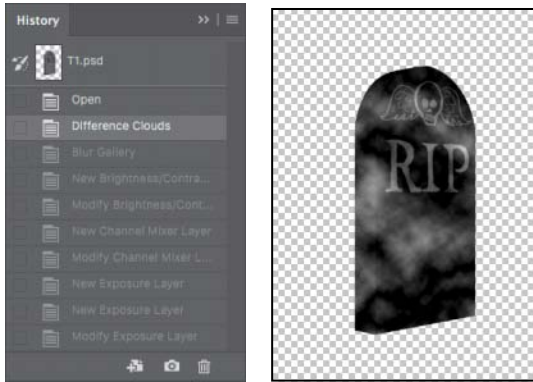 History
T1.psd
Open
Difference Clouds
Blur Gallery
New Brightness/Contra...
Modify Brightness/Cont...
New Channel Mixer Layer
Modify Channel Mixer L...
New Exposure Layer
New Exposure Layer
Modify Exposure Layer
RIP